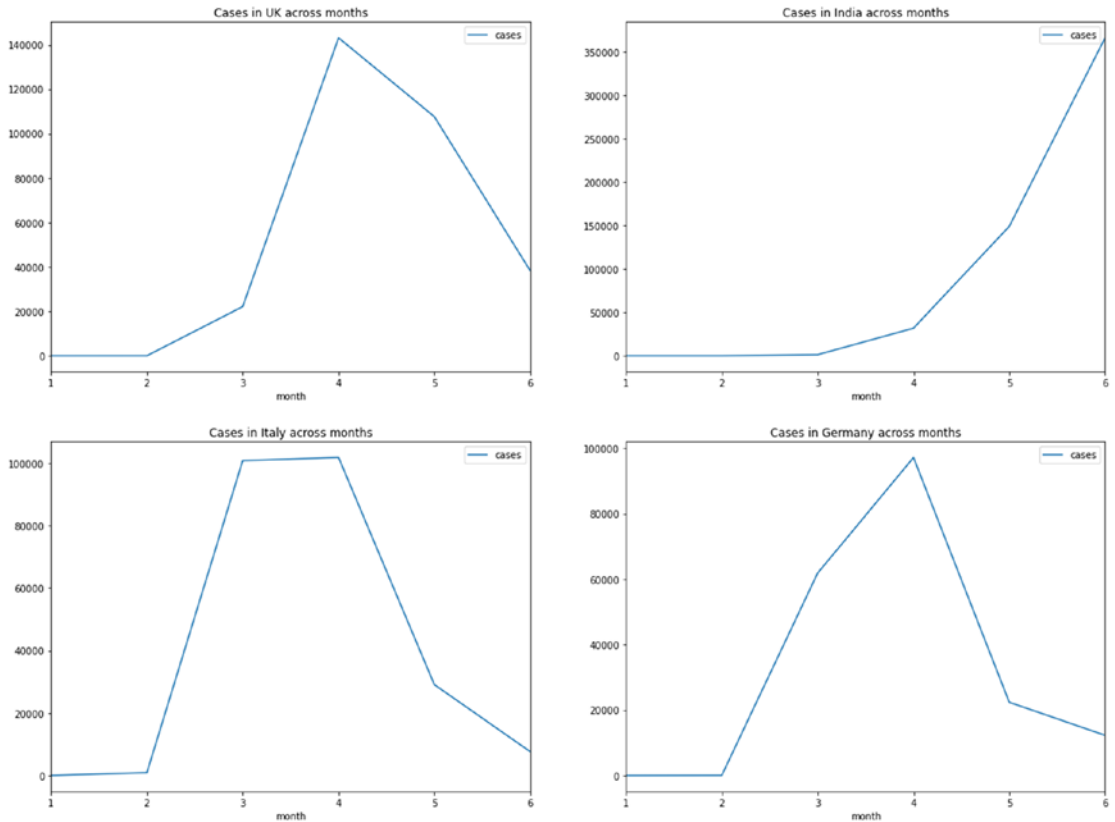 Cases in UK across months
cases
140000
120000
100000
80000
60000
40000
20000
0
1 2 3 4 5 6
month
Cases in India across months
cases
350000
300000
250000
200000
150000
100000
50000
0
1 2 3 4 5 6
month
Cases in Italy across months
cases
100000
80000
60000
40000
20000
0
1 2 3 4 5 6
month
Cases in Germany across months
cases
100000
80000
60000
40000
20000
0
1 2 3 4 5 6
month